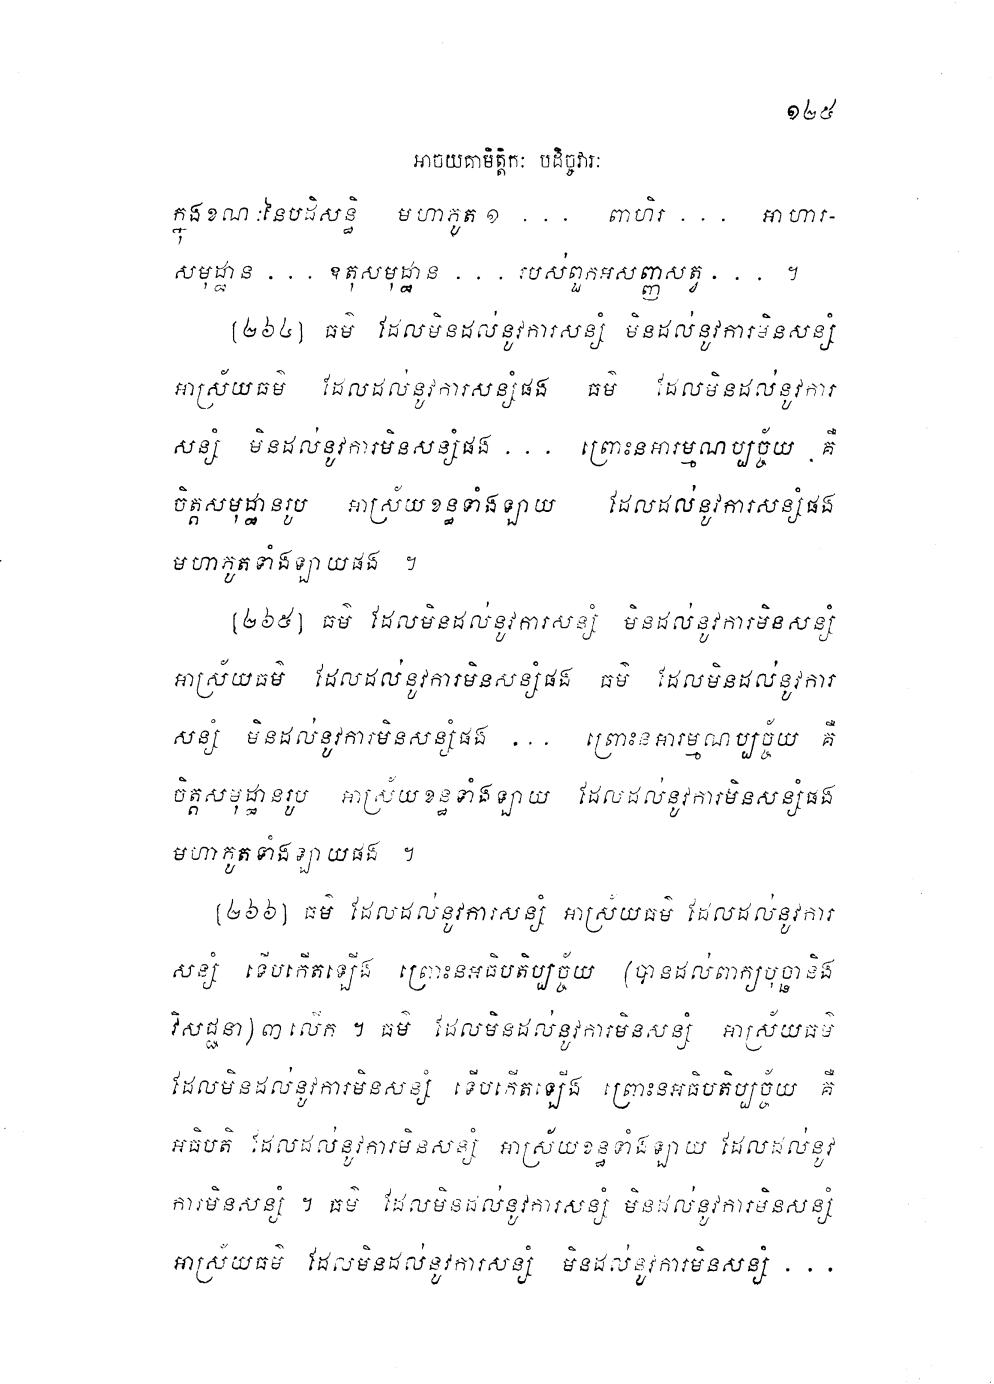 ១២៥
អាចយគាមិត្តិកៈ បដិច្ចវារៈ
ក្នុងខណៈនៃបដិសន្ធិ មហាភូត១ . . . ពាហិរ . . . អាហារ-
សមុដ្ឋាន . . . ឧតុសមុដ្ឋាន . . . របស់ពួកអសញ្ញសត្វ . . . ។
[២៦៤] ធម៌ ដែលមិនដល់នូវការសន្សំ មិនដល់នូវការមិនសន្សំ
អាស្រ័យធម៌ ដែលដល់នូវការសន្សំផង ធម៌ ដែលមិនដល់នូវការ
សន្សំ មិនដល់នូវការមិនសន្សំផង . . . ព្រោះនអារម្មណប្បច្ច័យ គឺ
ចិត្តសមុដ្ឋានរូប អាស្រ័យខន្ធទាំងឡាយ ដែលដល់នូវការសន្សំផង
មហាភូតទាំងឡាយផង ។
[២៦៥] ធម៌ ដែលមិនដល់នូវការសន្សំ មិនដល់នូវការមិនសន្សំ
អាស្រ័យធម៌ ដែលដល់នូវការមិនសន្សំផង ធម៌ ដែលមិនដល់នូវការ
សន្សំ មិនដល់នូវការមិនសន្សំផង . . . ព្រោះនអារម្មណប្បច្ច័យ គឺ
ចិត្តសមុដ្ឋានរូប អាស្រ័យខន្ធទាំងឡាយ ដែលដល់នូវការមិនសន្សំផង
មហាភូតទាំងឡាយផង ។
[២៦៦] ធម៌ ដែលដល់នូវការសន្សំ អាស្រ័យធម៌ ដែលដល់នូវការ
សន្សំ ទើបកើតឡើង ព្រោះនអធិបតិប្បច្ច័យ (បានដល់ពាក្យបុច្ឆានិង
វិសជ្ជនា) ៣ លើក ។ ធម៌ ដែលមិនដល់នូវការមិនសន្សំ អាស្រ័យធម៌
ដែលមិនដល់នូវការមិនសន្សំ ទើបកើតឡើង ព្រោះនអធិបតិប្បច្ច័យ គឺ
អធិបតិ ដែលដល់នូវការមិនសន្សំ អាស្រ័យខន្ធទាំងឡាយ ដែលដល់នូវ
ការមិនសន្សំ ។ ធម៌ ដែលមិនដល់នូវការសន្សំ មិនដល់នូវការមិនសន្សំ
អាស្រ័យធម៌ ដែលមិនដល់នូវការសន្សំ មិនដល់នូវការមិនសន្សំ . . .